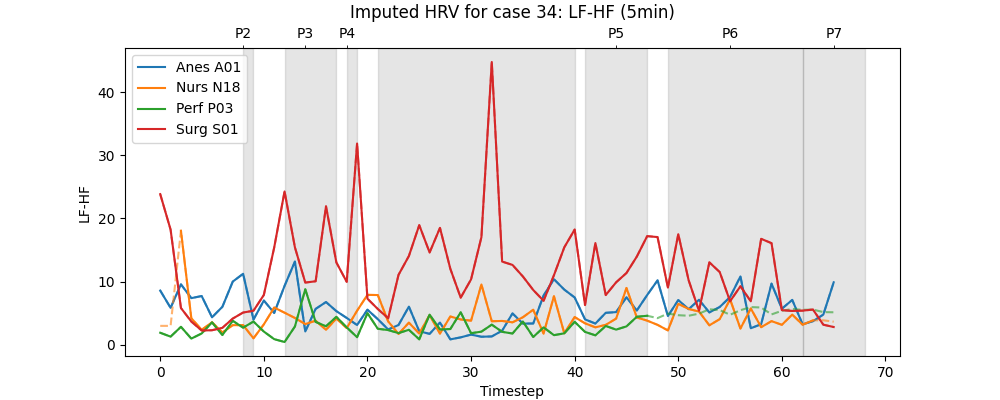 Imputed HRV for case 34: LF-HF (5min)
P2 P3 P4 P5 P6 P7
Anes A01
Nurs N18
Perf P03
Surg S01
LF-HF
40
30
20
10
0
0 10 20 30 40 50 60 70
Timestep